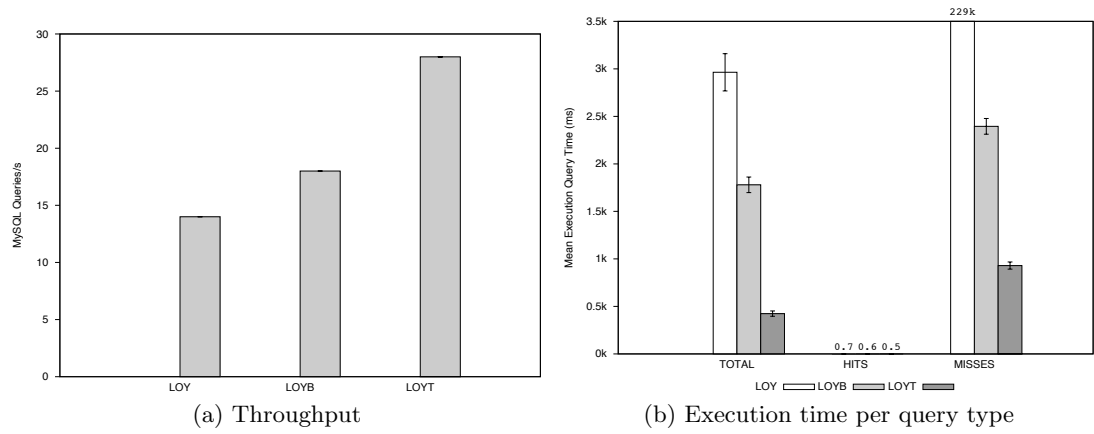 30
25
20
15
10
5
0
MySQL Queries/s
LOY LOYB LOYT
(a) Throughput
229k
3.5k
3k
2.5k
2k
1.5k
1k
0.5k
0k
Mean Execution Query Time (ms)
0.7 0.6 0.5
TOTAL HITS MISSES
LOY LOYB LOYT
(b) Execution time per query type